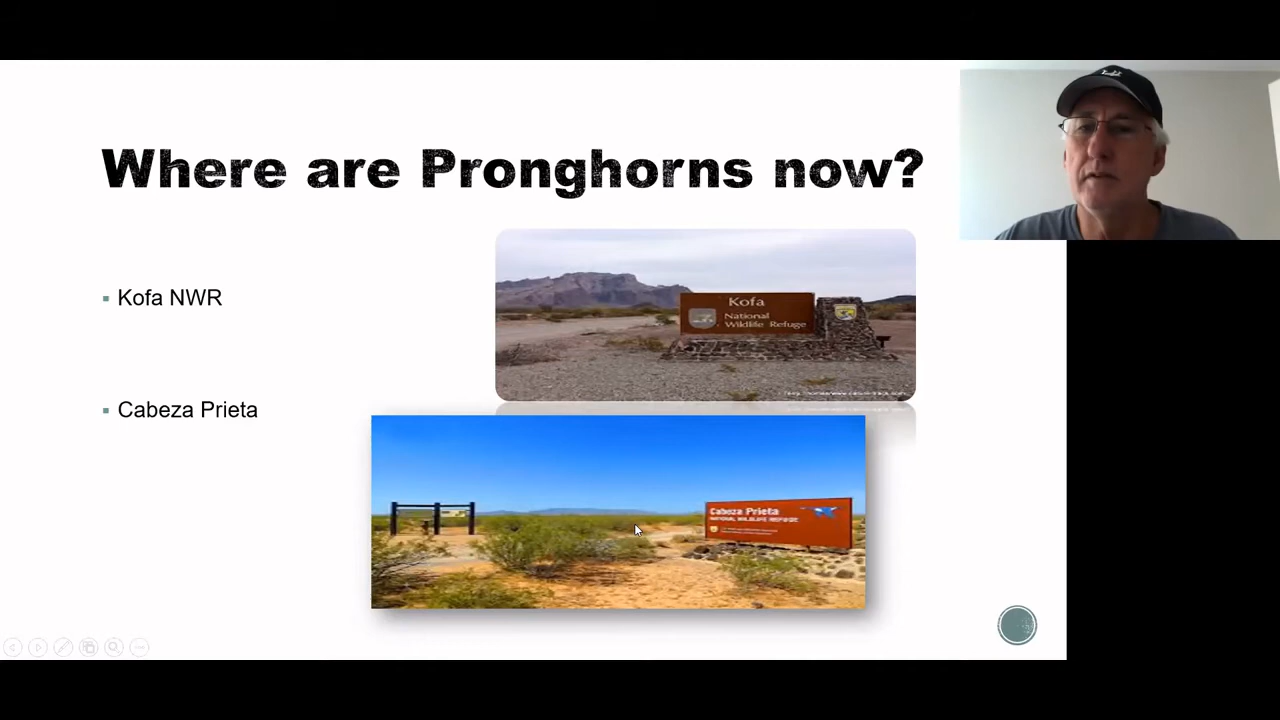 Where are Pronghorns now?
Kofa NWR
Cabeza Prieta
Kofa
National
Wildlife Refuge
Cabeza Prieta
NATIONAL WILDLIFE REFUGE